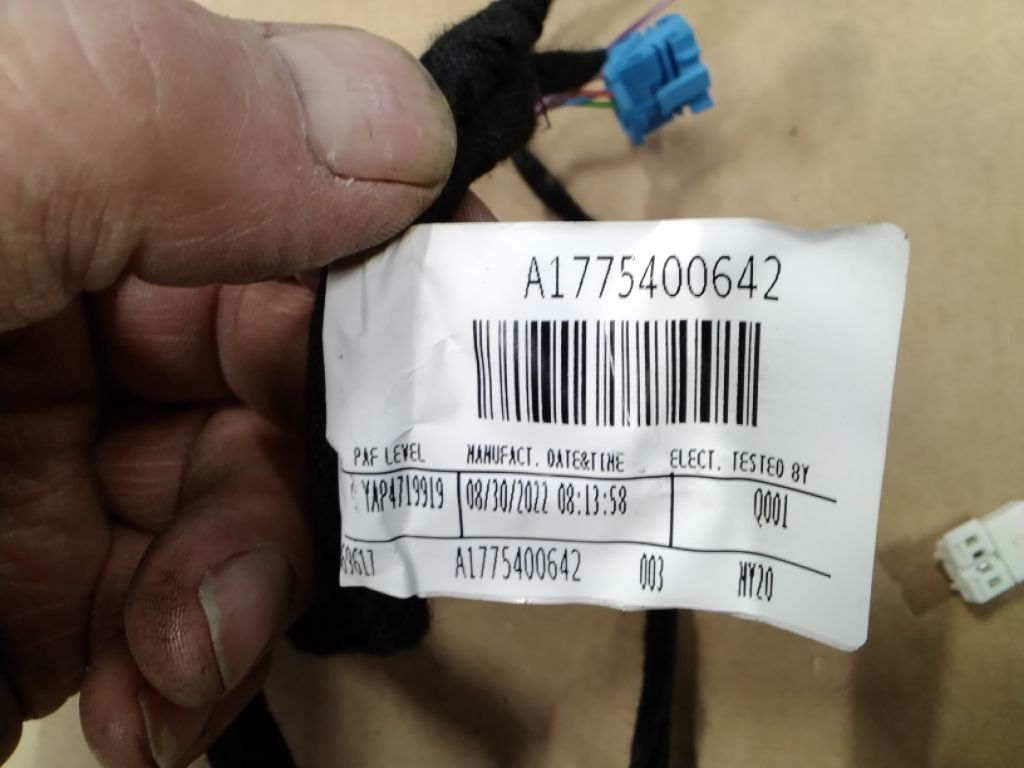 A1775400642
PAF LEVEL MANUFACT. DATE&TIME ELECT. TESTED BY
YAP4719919 08/30/2022 08:13:58 Q001
69617 A1775400642 003 MY20